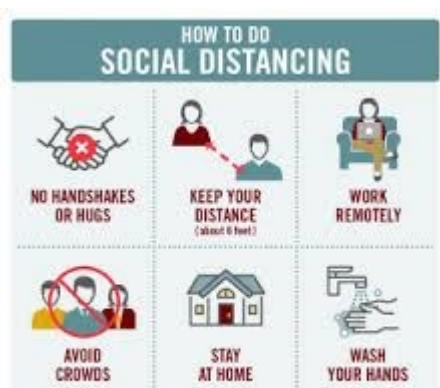 HOW TO DO
SOCIAL DISTANCING
NO HANDSHAKES
OR HUGS
KEEP YOUR
DISTANCE
(about 6 feet)
WORK
REMOTELY
AVOID
CROWDS
STAY
AT HOME
WASH
YOUR HANDS